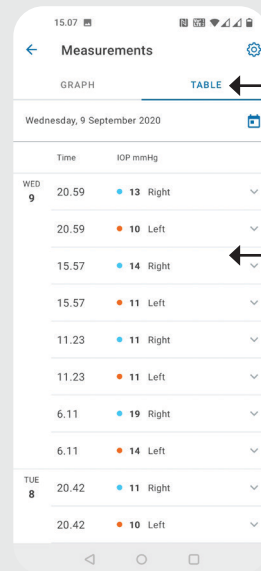 15.07
Measurements
GRAPH TABLE
Wednesday, 9 September 2020
Time IOP mmHg
WED
9
20.59 13 Right
20.59 10 Left
15.57 14 Right
15.57 11 Left
11.23 11 Right
11.23 11 Left
6.11 19 Right
6.11 14 Left
TUE
8
20.42 11 Right
20.42 10 Left